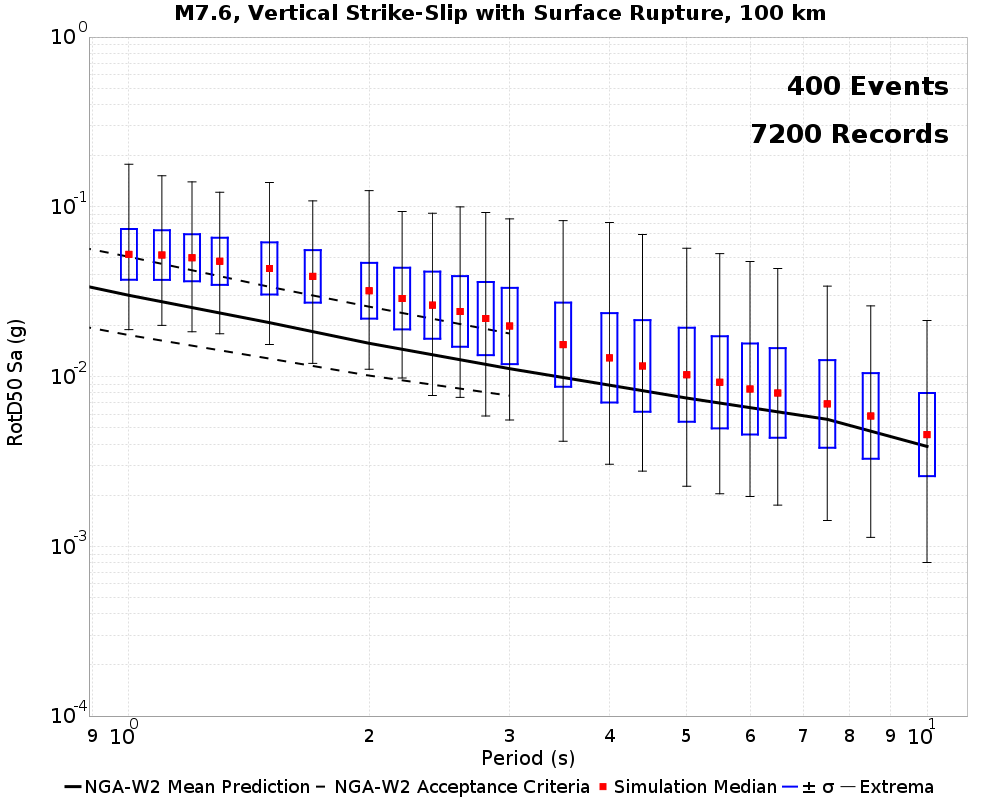 M7.6, Vertical Strike-Slip with Surface Rupture, 100 km
400 Events
7200 Records
RotD50 Sa (g)
10^0
10^-1
10^-2
10^-3
10^-4
9 10^0 2 3 4 5 6 7 8 9 10^1
Period (s)
NGA-W2 Mean Prediction NGA-W2 Acceptance Criteria Simulation Median ± σ Extrema